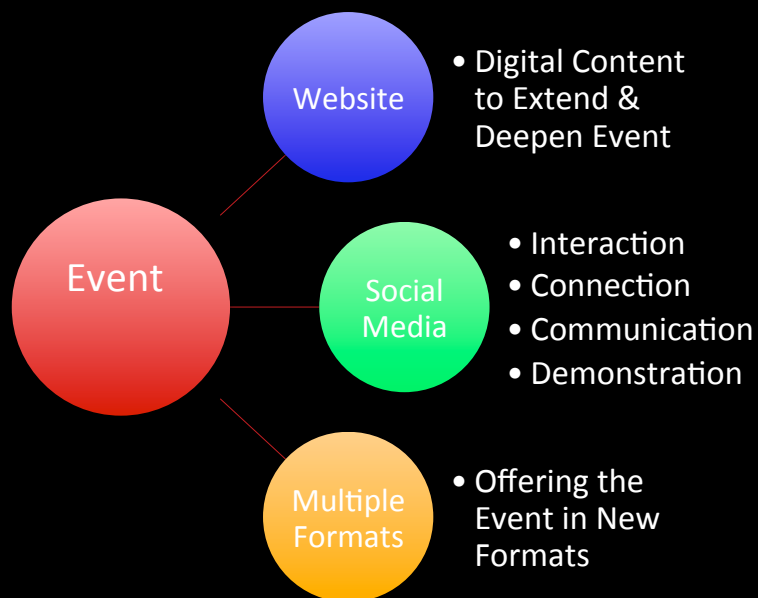 Event
Website
• Digital Content
to Extend &
Deepen Event
Social
Media
• Interaction
• Connection
• Communication
• Demonstration
Multiple
Formats
• Offering the
Event in New
Formats